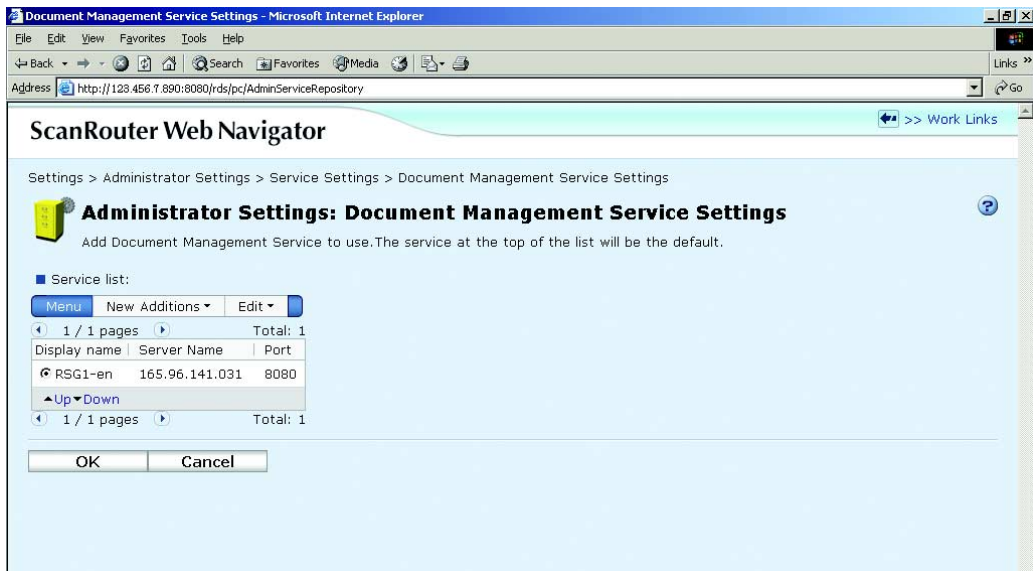 Document Management Service Settings - Microsoft Internet Explorer
File Edit View Favorites Tools Help
Back Search Favorites Media Links »
Address http://123.456.7.890:8080/rds/pc/AdminServiceRepository Go
ScanRouter Web Navigator
>> Work Links
Settings > Administrator Settings > Service Settings > Document Management Service Settings
Administrator Settings: Document Management Service Settings
?
Add Document Management Service to use.The service at the top of the list will be the default.
Service list:
Menu New Additions Edit
1 / 1 pages Total: 1
Display name Server Name Port
RSG1-en 165.96.141.031 8080
Up Down
1 / 1 pages Total: 1
OK Cancel